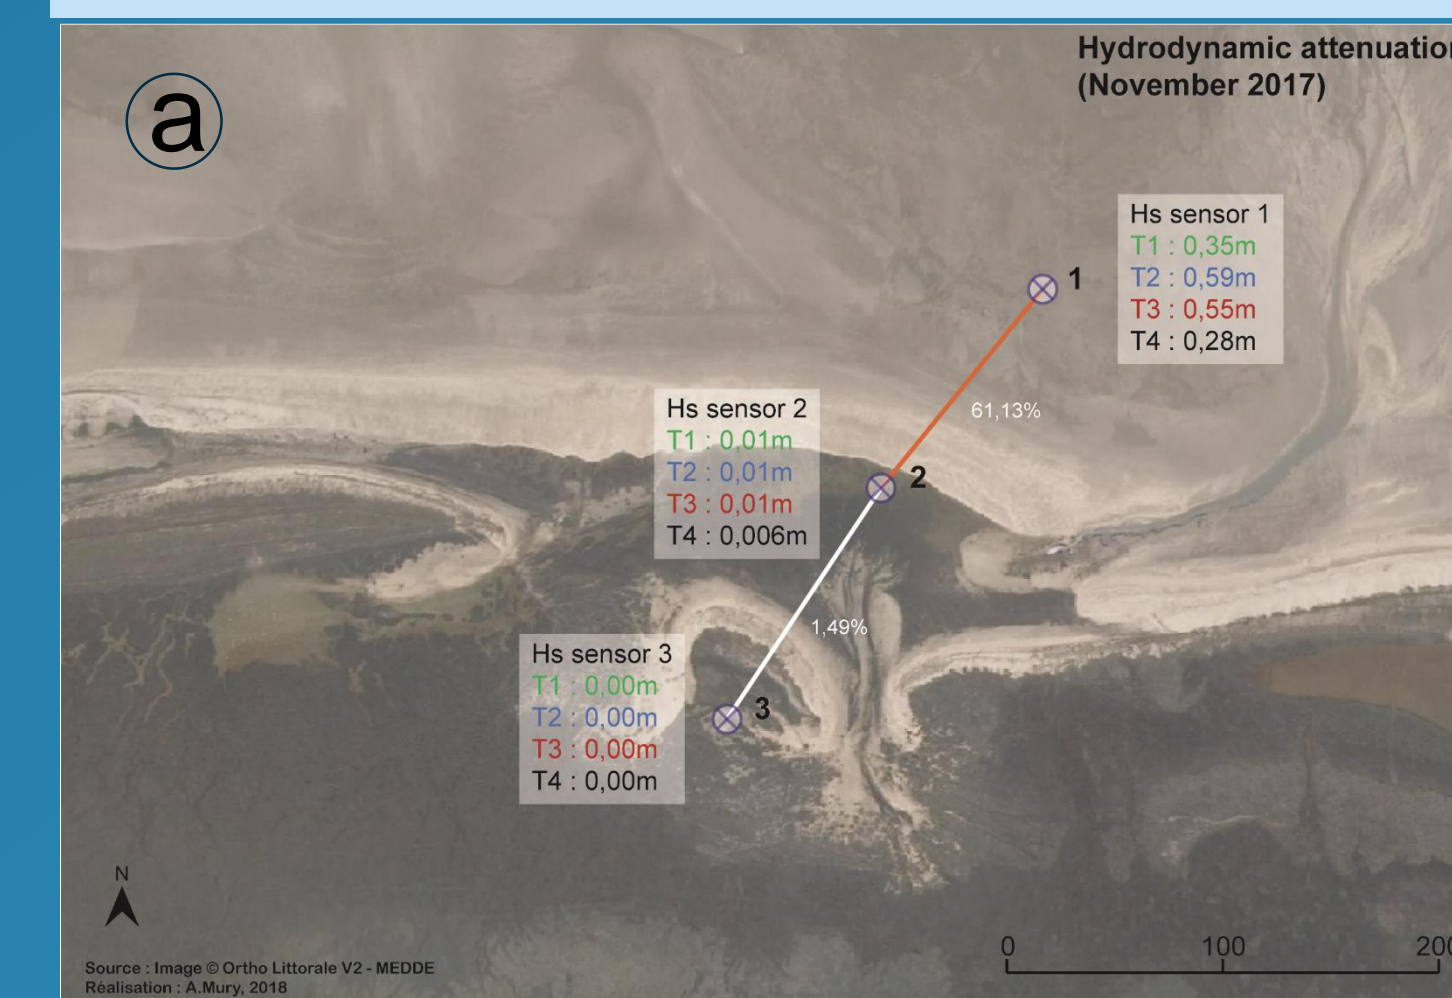 a
Hydrodynamic attenuation
(November 2017)
Hs sensor 1
T1 : 0,35m
T2 : 0,59m
T3 : 0,55m
T4 : 0,28m
1
61,13%
Hs sensor 2
T1 : 0,01m
T2 : 0,01m
T3 : 0,01m
T4 : 0,006m
2
1,49%
Hs sensor 3
T1 : 0,00m
T2 : 0,00m
T3 : 0,00m
T4 : 0,00m
3
N
0 100 200
Source : Image © Ortho Littorale V2 - MEDDE
Réalisation : A.Mury, 2018